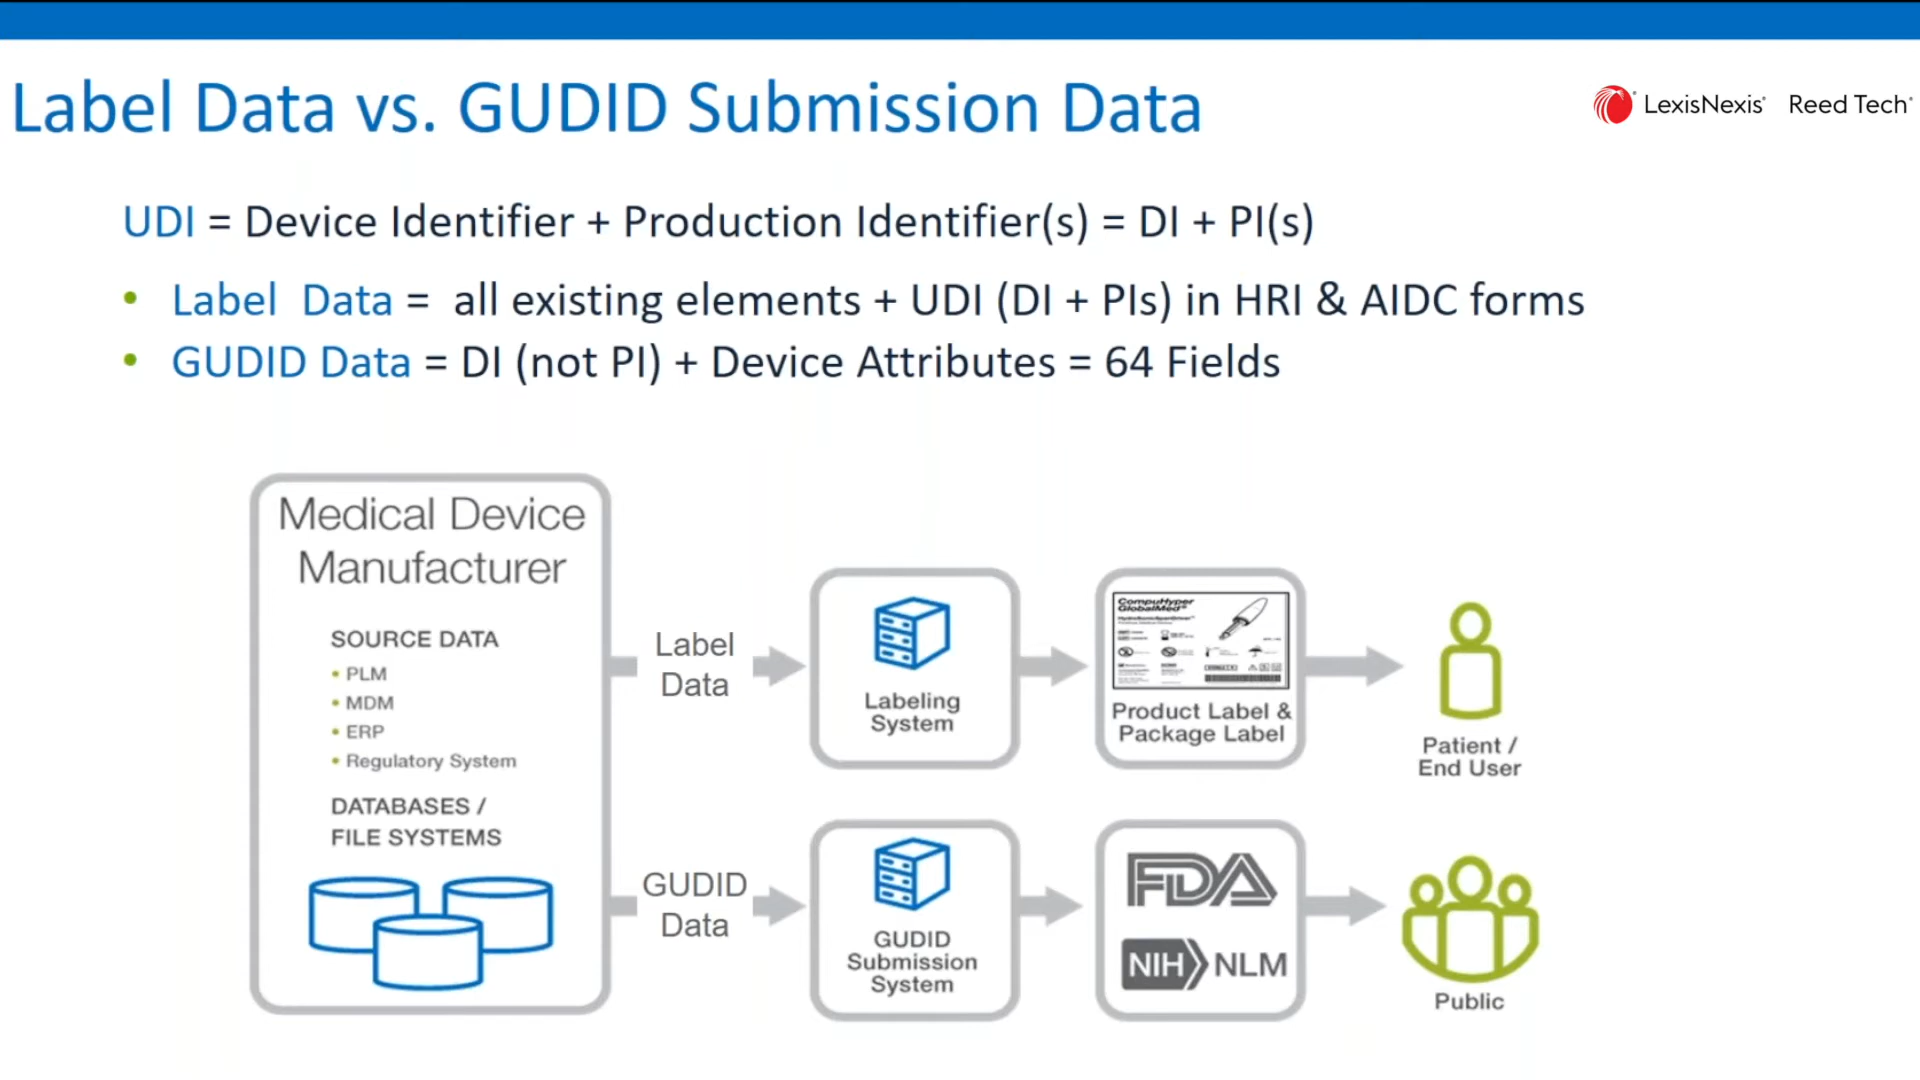 Label Data vs. GUDID Submission Data
LexisNexis® Reed Tech®
UDI = Device Identifier + Production Identifier(s) = DI + PI(s)
• Label Data = all existing elements + UDI (DI + PIs) in HRI & AIDC forms
• GUDID Data = DI (not PI) + Device Attributes = 64 Fields
Medical Device
Manufacturer
SOURCE DATA
• PLM
• MDM
• ERP
• Regulatory System
DATABASES /
FILE SYSTEMS
Label
Data
Labeling
System
CompuHyper
GlobalMed®
Product Label &
Package Label
Patient /
End User
GUDID
Data
GUDID
Submission
System
FDA
NIH NLM
Public